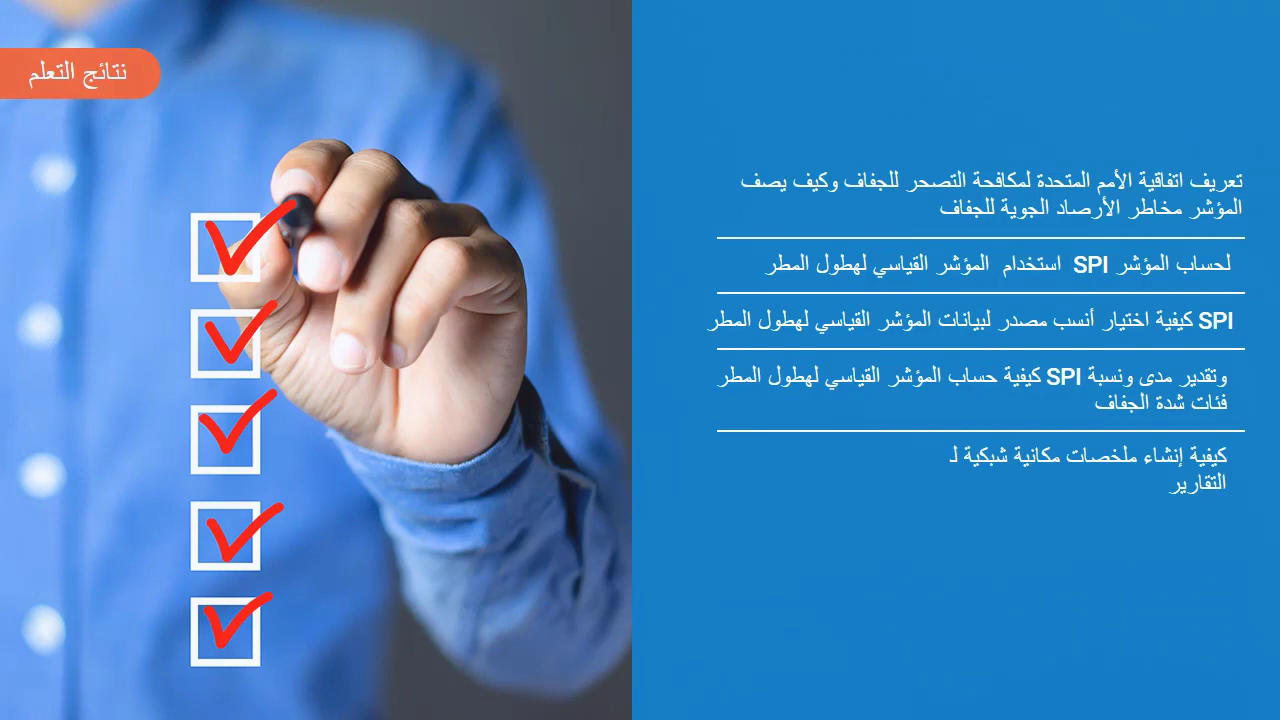 نتائج التعلم
تعريف اتفاقية الأمم المتحدة لمكافحة التصحر للجفاف وكيف يصف
المؤشر مخاطر الأرصاد الجوية للجفاف
لحساب المؤشر SPI استخدام المؤشر القياسي لهطول المطر
SPI كيفية اختيار أنسب مصدر لبيانات المؤشر القياسي لهطول المطر
وتقدير مدى ونسبة SPI كيفية حساب المؤشر القياسي لهطول المطر
فئات شدة الجفاف
كيفية إنشاء ملخصات مكانية شبكية لـ
التقارير